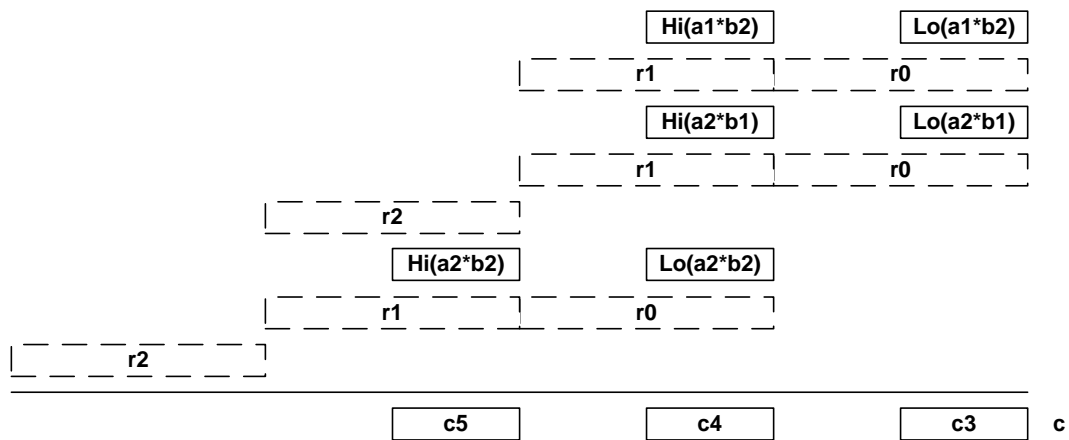 Hi(a1*b2) Lo(a1*b2)
r1 r0
Hi(a2*b1) Lo(a2*b1)
r1 r0
r2
Hi(a2*b2) Lo(a2*b2)
r1 r0
r2
c5 c4 c3 c